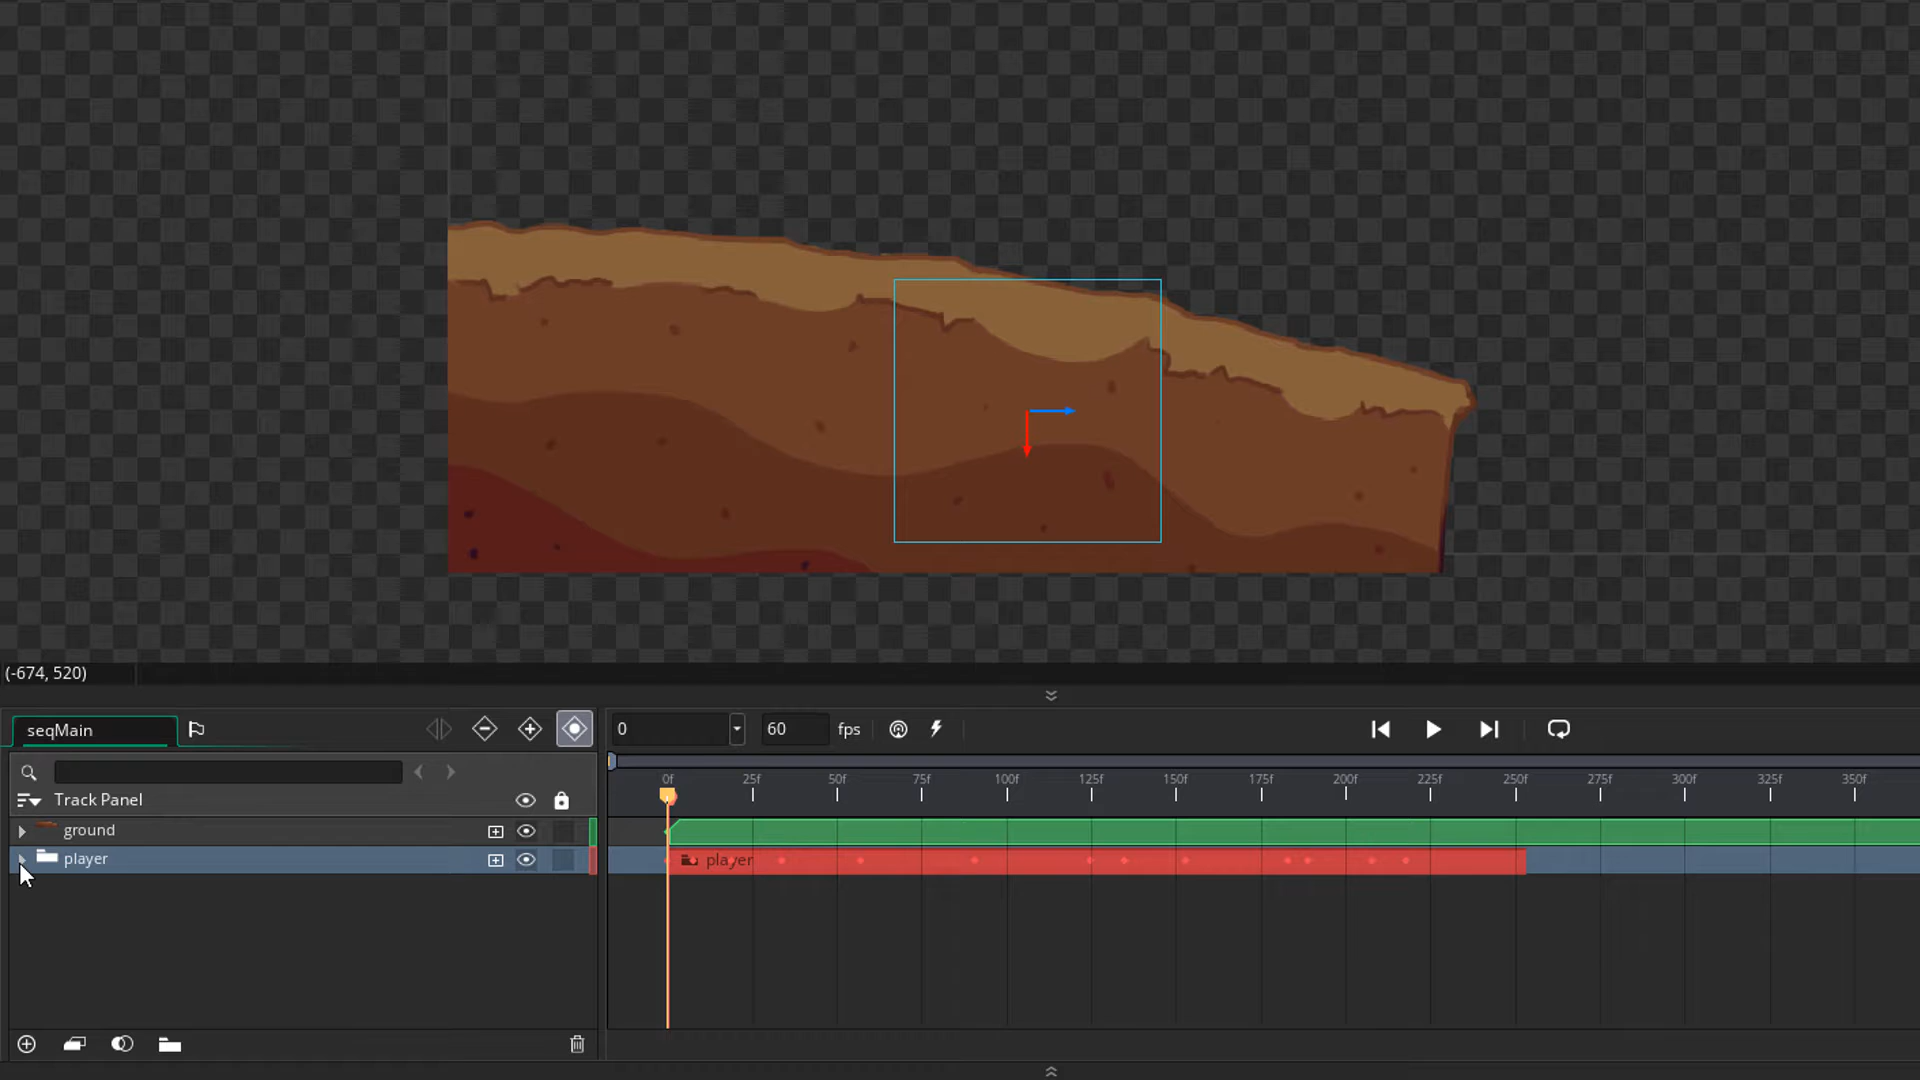 (-674, 520)
seqMain
0
60
fps
0f
25f
50f
75f
100f
125f
150f
175f
200f
225f
250f
275f
300f
325f
350f
Track Panel
ground
player
player